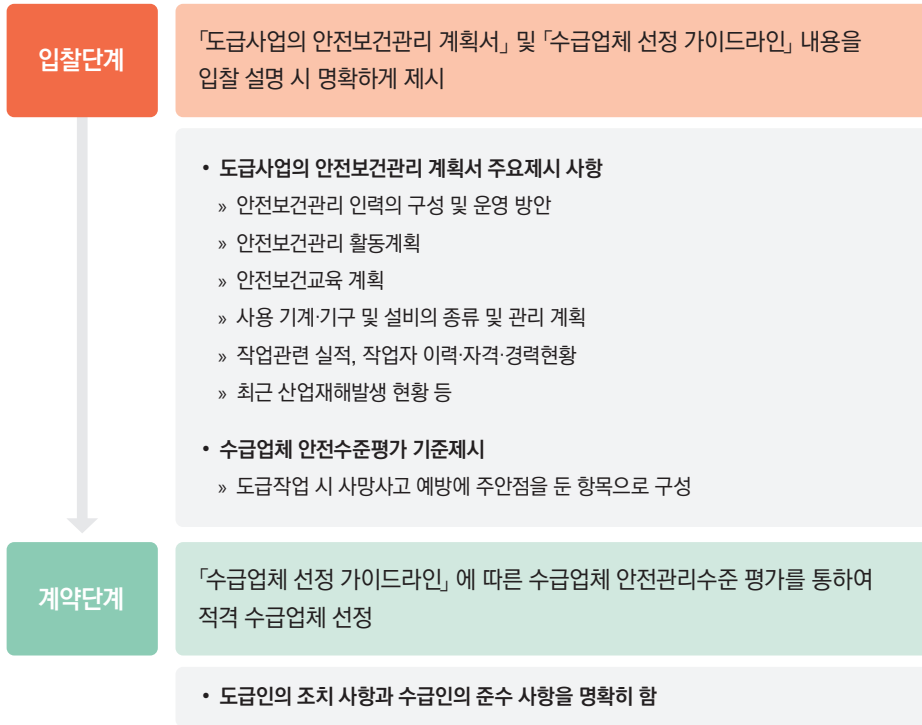 입찰단계
「도급사업의 안전보건관리 계획서」 및 「수급업체 선정 가이드라인」 내용을
입찰 설명 시 명확하게 제시
• 도급사업의 안전보건관리 계획서 주요제시 사항
» 안전보건관리 인력의 구성 및 운영 방안
» 안전보건관리 활동계획
» 안전보건교육 계획
» 사용 기계·기구 및 설비의 종류 및 관리 계획
» 작업관련 실적, 작업자 이력·자격·경력현황
» 최근 산업재해발생 현황 등
• 수급업체 안전수준평가 기준제시
» 도급작업 시 사망사고 예방에 주안점을 둔 항목으로 구성
계약단계
「수급업체 선정 가이드라인」 에 따른 수급업체 안전관리수준 평가를 통하여
적격 수급업체 선정
• 도급인의 조치 사항과 수급인의 준수 사항을 명확히 함